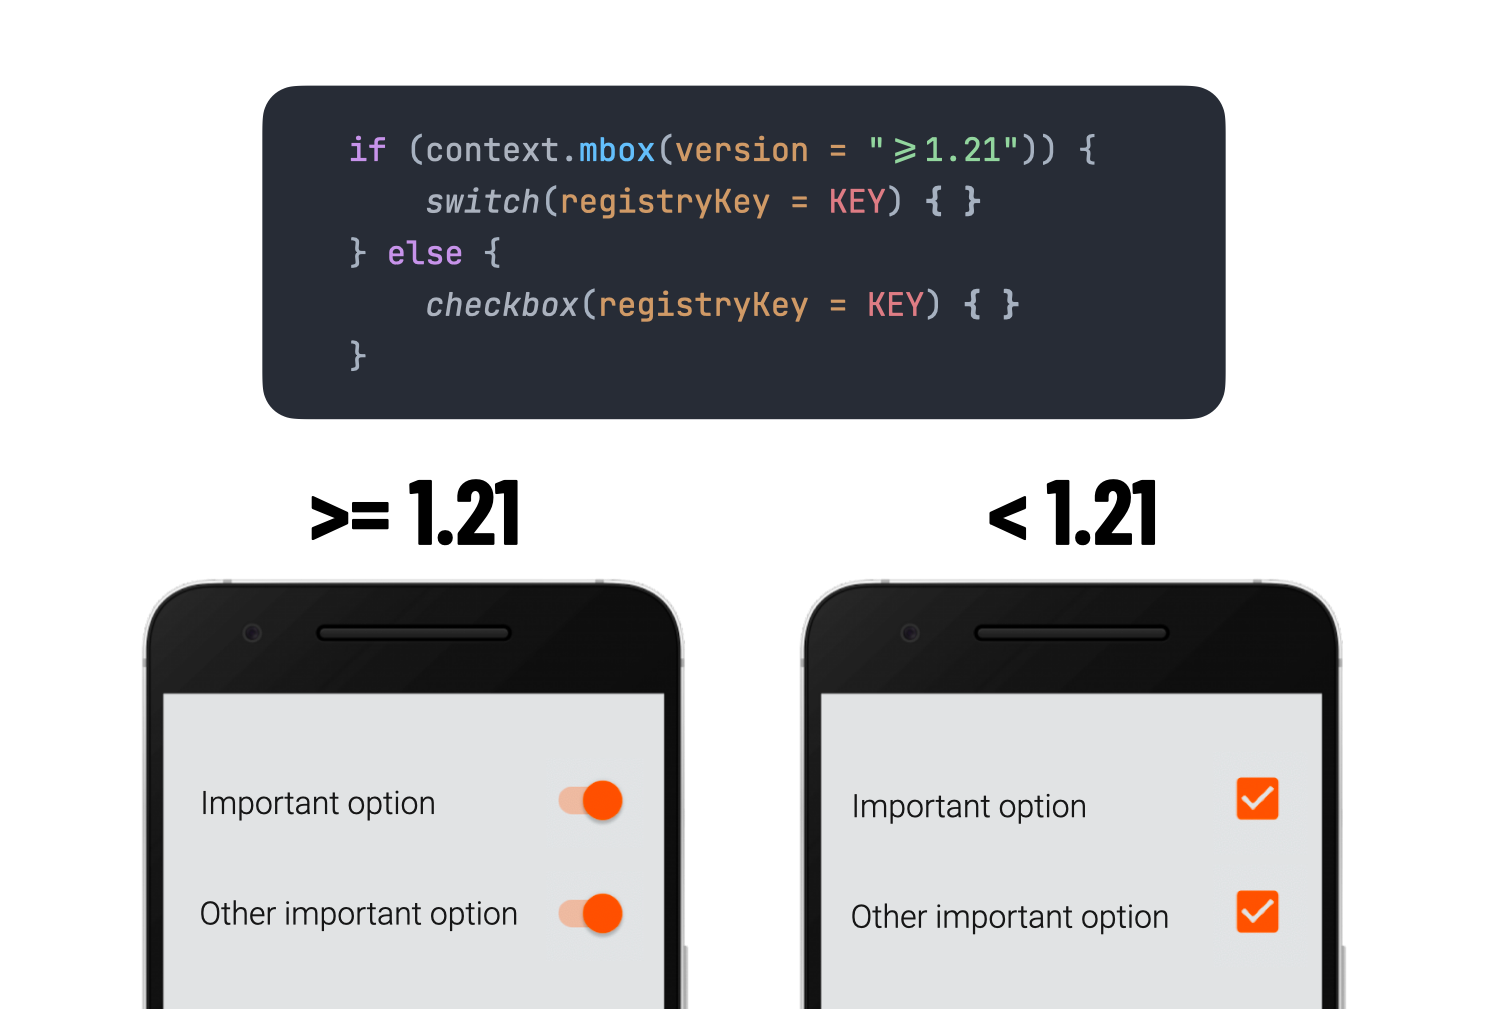 if (context.mbox(version = ">=1.21")) {
    switch(registryKey = KEY) { }
} else {
    checkbox(registryKey = KEY) { }
}
>= 1.21
< 1.21
Important option
Other important option
Important option
Other important option